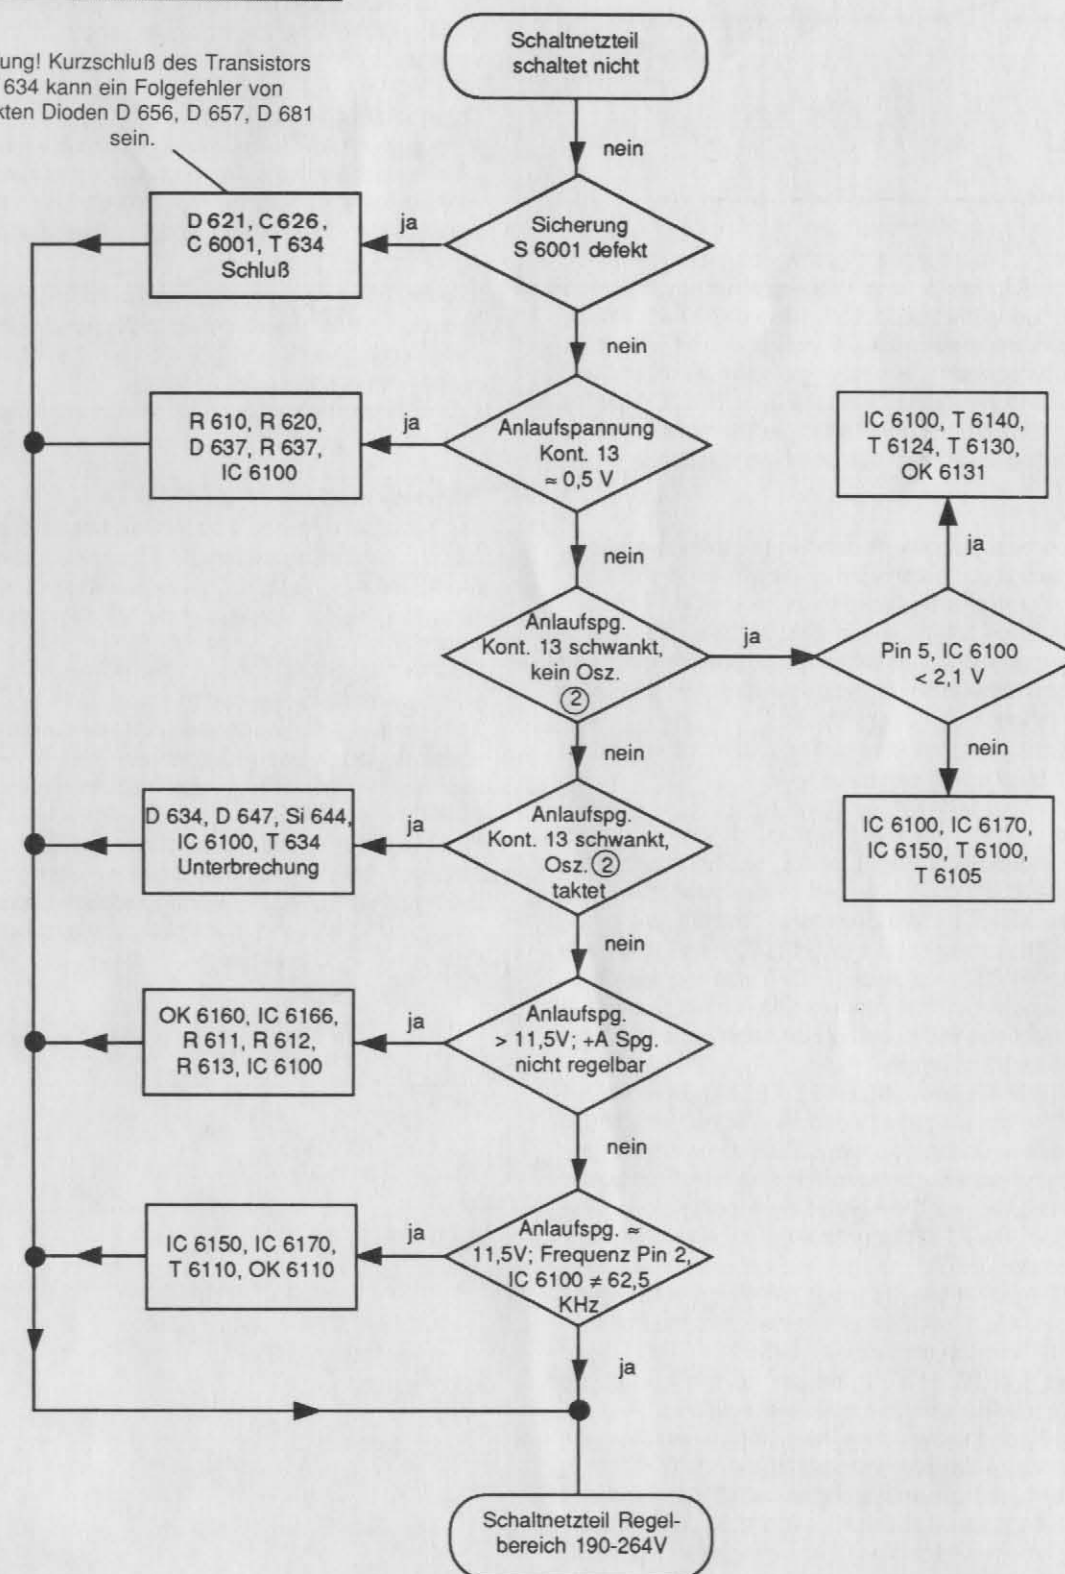 Schaltnetzteil
schaltet nicht
ung! Kurzschluß des Transistors
634 kann ein Folgefehler von
kten Dioden D 656, D 657, D 681
sein.
nein
Sicherung
S 6001 defekt
ja
D 621, C 626,
C 6001, T 634
Schluß
nein
Anlaufspannung
Kont. 13
≈ 0,5 V
ja
R 610, R 620,
D 637, R 637,
IC 6100
nein
Anlaufspg.
Kont. 13 schwankt,
kein Osz.
②
ja
Pin 5, IC 6100
< 2,1 V
ja
IC 6100, T 6140,
T 6124, T 6130,
OK 6131
nein
IC 6100, IC 6170,
IC 6150, T 6100,
T 6105
nein
Anlaufspg.
Kont. 13 schwankt,
Osz. ②
taktet
ja
D 634, D 647, Si 644,
IC 6100, T 634
Unterbrechung
nein
Anlaufspg.
> 11,5V; +A Spg.
nicht regelbar
ja
OK 6160, IC 6166,
R 611, R 612,
R 613, IC 6100
nein
Anlaufspg. ≈
11,5V; Frequenz Pin 2,
IC 6100 ≠ 62,5
KHz
ja
IC 6150, IC 6170,
T 6110, OK 6110
ja
Schaltnetzteil Regel-
bereich 190-264V